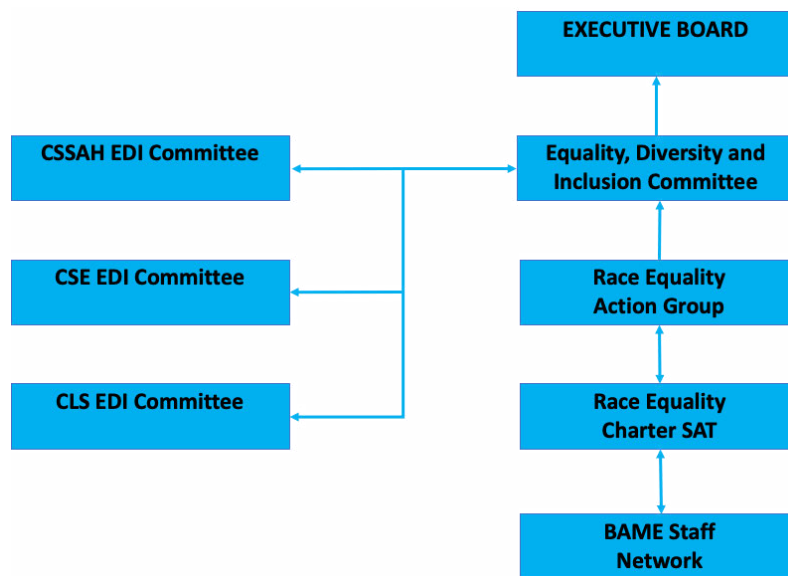 EXECUTIVE BOARD
CSSAH EDI Committee
Equality, Diversity and
Inclusion Committee
CSE EDI Committee
Race Equality
Action Group
CLS EDI Committee
Race Equality
Charter SAT
BAME Staff
Network